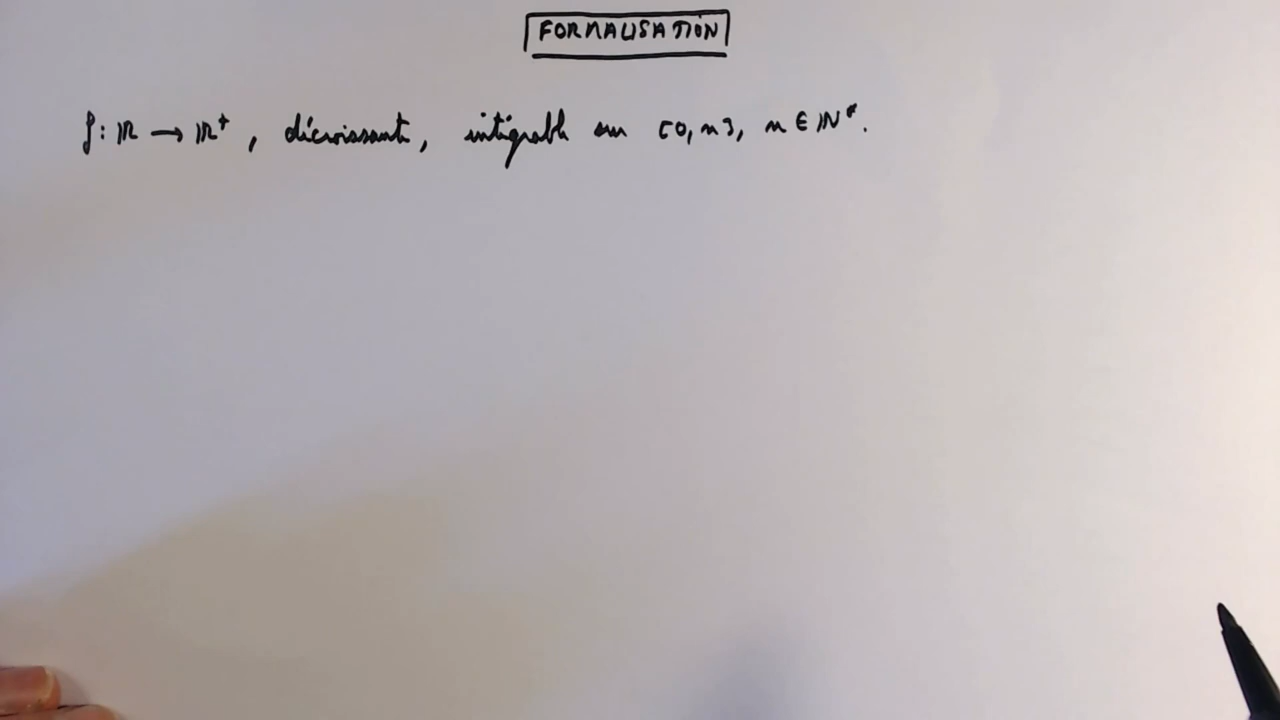 FORMALISATION
f: ℝ → ℝ⁺, décroissante, intégrable sur [0,n], n ∈ ℕ*.